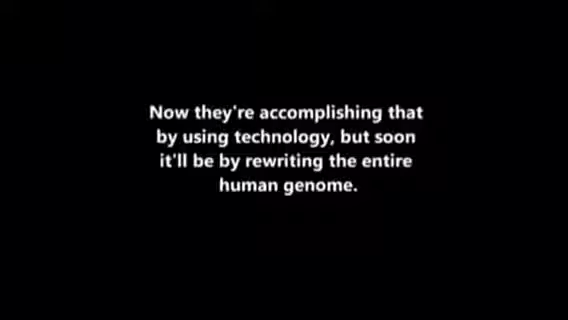 Now they're accomplishing that
by using technology, but soon
it'll be by rewriting the entire
human genome.